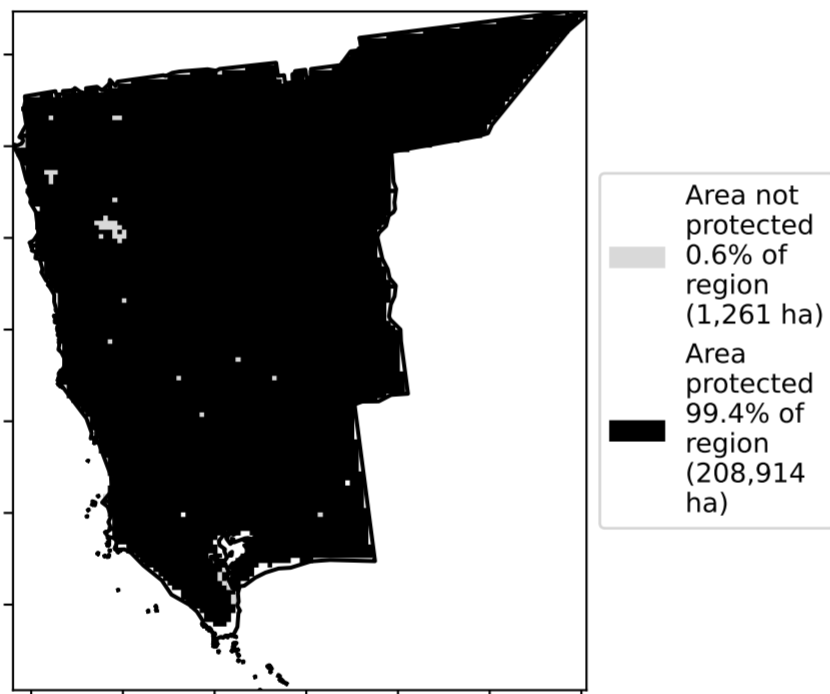 Area not
protected
0.6% of
region
(1,261 ha)
Area
protected
99.4% of
region
(208,914
ha)